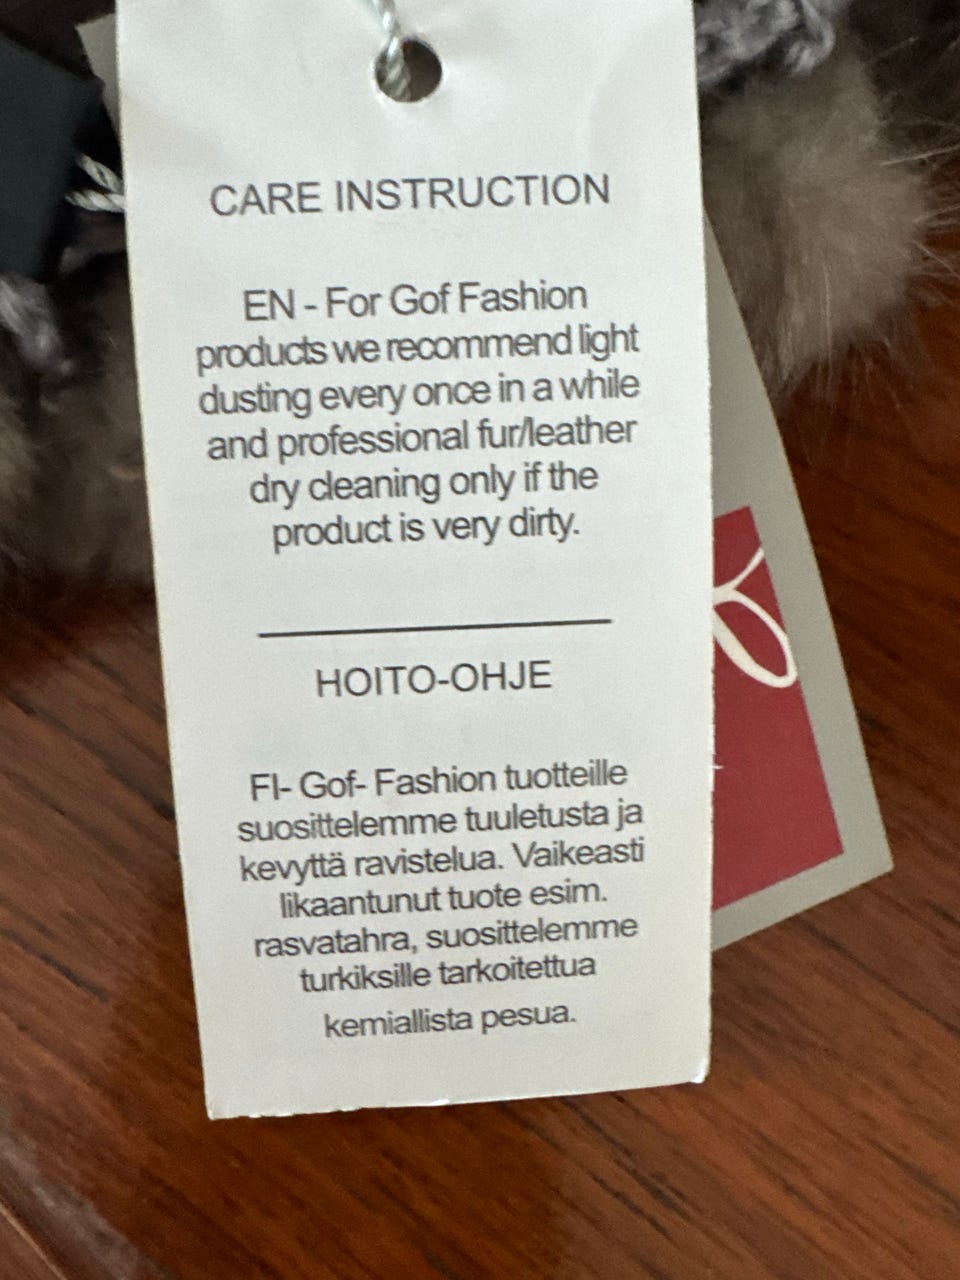 CARE INSTRUCTION
EN - For Gof Fashion
products we recommend light
dusting every once in a while
and professional fur/leather
dry cleaning only if the
product is very dirty.
HOITO-OHJE
FI- Gof- Fashion tuotteille
suosittelemme tuuletusta ja
kevyttä ravistelua. Vaikeasti
likaantunut tuote esim.
rasvatahra, suosittelemme
turkiksille tarkoitettua
kemiallista pesua.